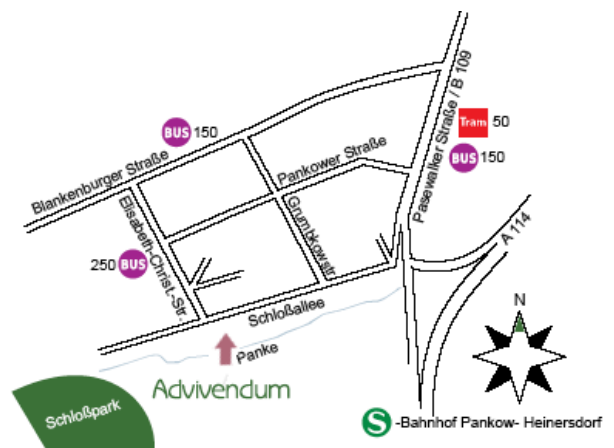 BUS 150
Blankenburger Straße
Pasewalker Straße / B 109
Tram 50
BUS 150
Pankower Straße
Elisabeth-Christ.-Str.
Grumbkowstr.
250 BUS
A 114
Schloßallee
Panke
N
Advivendum
Schloßpark
S -Bahnhof Pankow- Heinersdorf